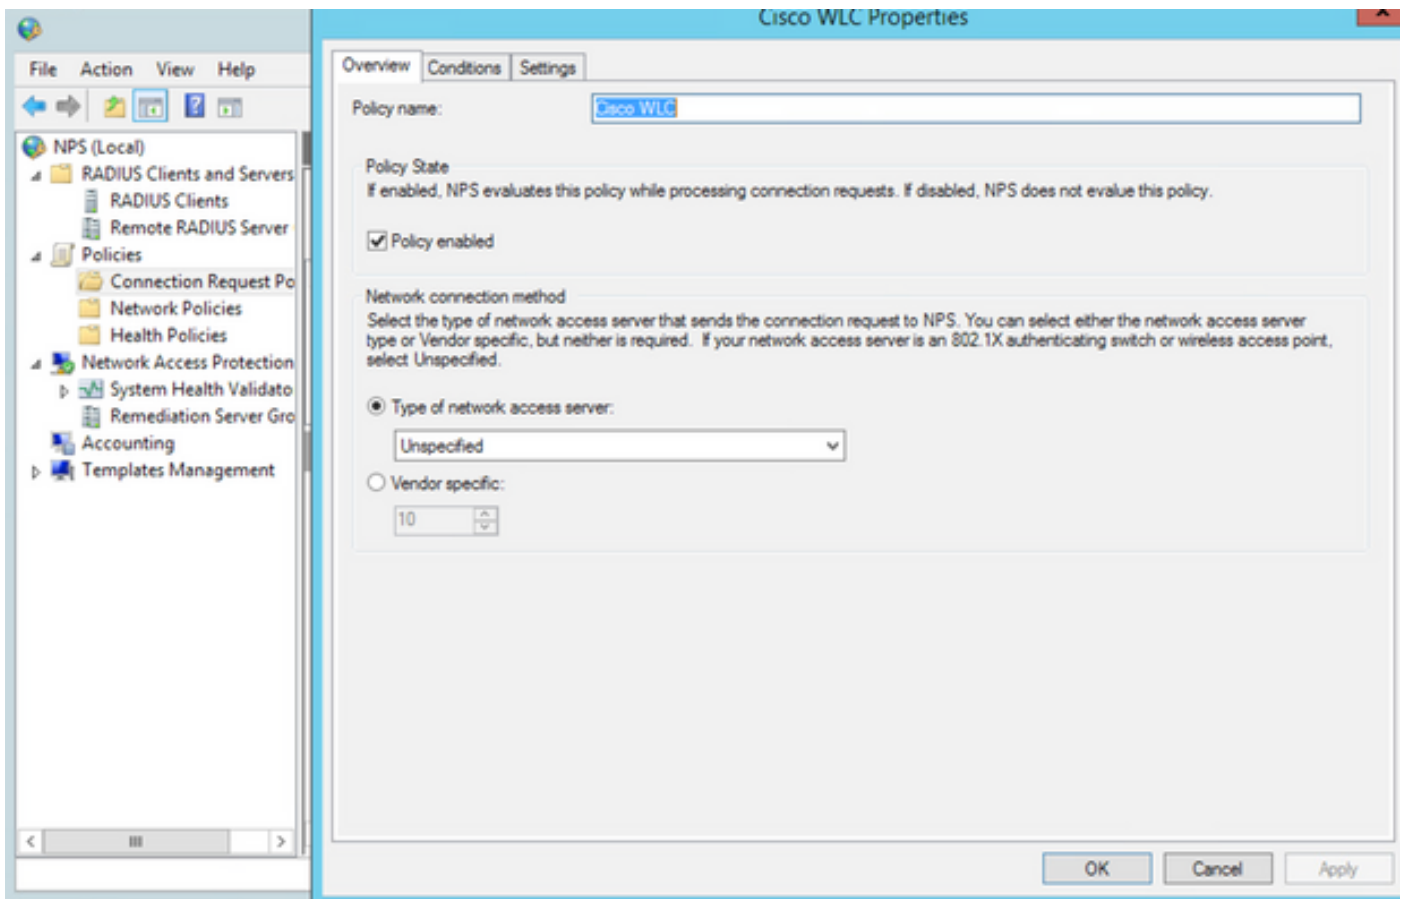 Cisco WLC Properties
File Action View Help
NPS (Local)
RADIUS Clients and Servers
RADIUS Clients
Remote RADIUS Server
Policies
Connection Request Po
Network Policies
Health Policies
Network Access Protection
System Health Validato
Remediation Server Gro
Accounting
Templates Management
Overview Conditions Settings
Policy name: Cisco WLC
Policy State
If enabled, NPS evaluates this policy while processing connection requests. If disabled, NPS does not evalue this policy.
Policy enabled
Network connection method
Select the type of network access server that sends the connection request to NPS. You can select either the network access server
type or Vendor specific, but neither is required. If your network access server is an 802.1X authenticating switch or wireless access point,
select Unspecified.
Type of network access server:
Unspecified
Vendor specific:
10
OK Cancel Apply